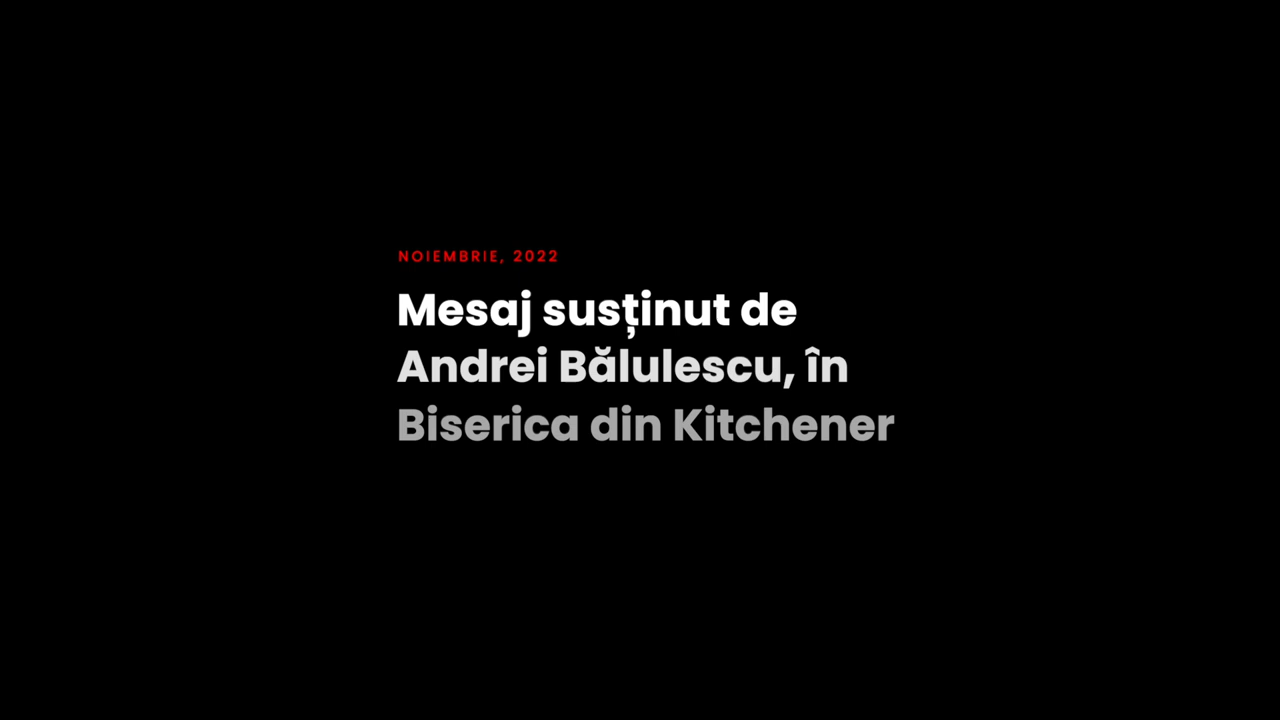 NOIEMBRIE, 2022
Mesaj susținut de
Andrei Bălulescu, în
Biserica din Kitchener